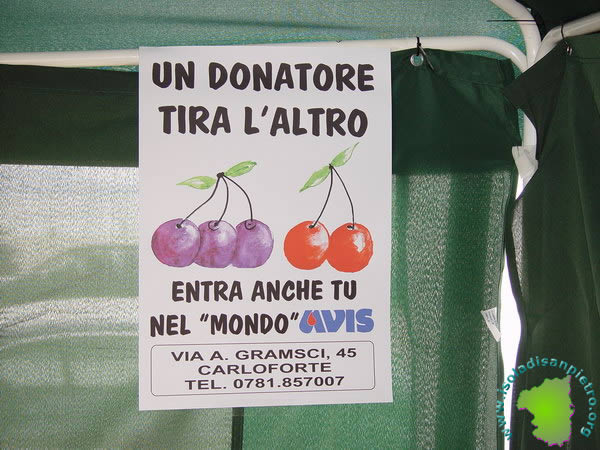 UN DONATORE
TIRA L'ALTRO
ENTRA ANCHE TU
NEL "MONDO" AVIS
VIA A. GRAMSCI, 45
CARLOFORTE
TEL. 0781.857007
www.isoladisanpietro.org